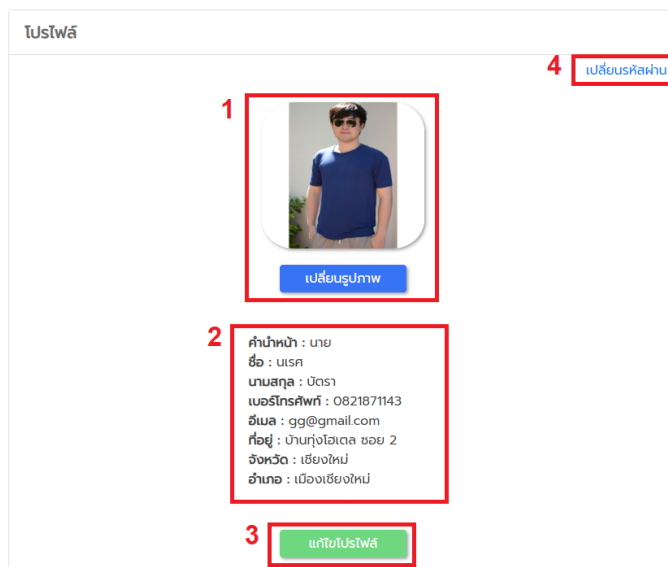 โปรไฟล์
4 เปลี่ยนรหัสผ่าน
1
เปลี่ยนรูปภาพ
2
คำนำหน้า : นาย
ชื่อ : นเรศ
นามสกุล : บัตรา
เบอร์โทรศัพท์ : 0821871143
อีเมล : gg@gmail.com
ที่อยู่ : บ้านทุ่งโฮเตล ซอย 2
จังหวัด : เชียงใหม่
อำเภอ : เมืองเชียงใหม่
3 แก้ไขโปรไฟล์